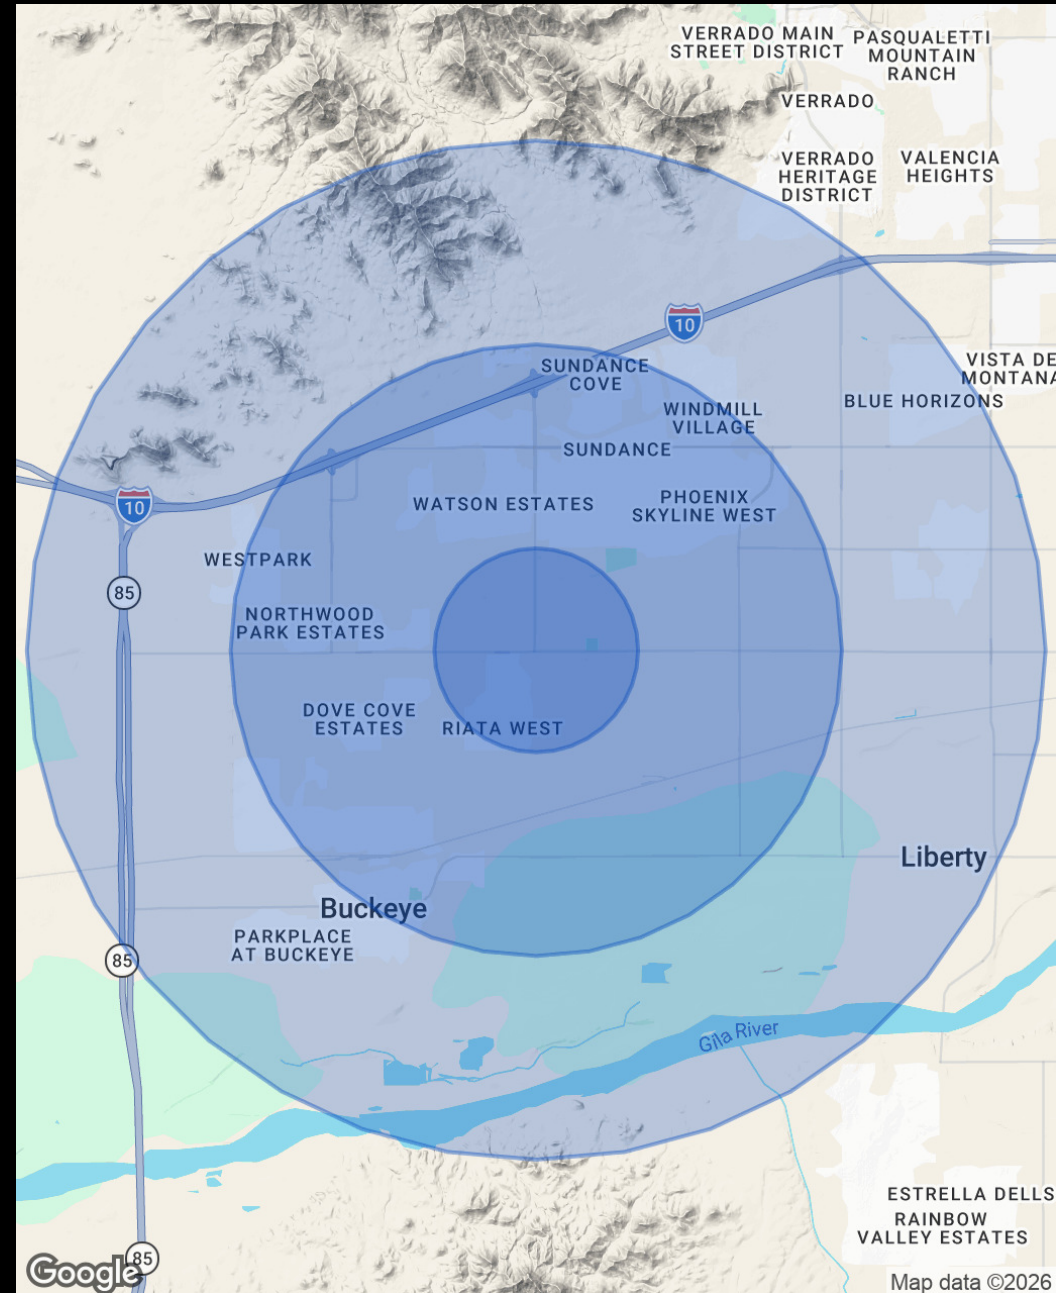 VERRADO MAIN
STREET DISTRICT
PASQUALETTI
MOUNTAIN
RANCH
VERRADO
VERRADO
HERITAGE
DISTRICT
VALENCIA
HEIGHTS
10
SUNDANCE
COVE
VISTA DE
MONTANA
BLUE HORIZONS
WINDMILL
VILLAGE
SUNDANCE
10
WATSON ESTATES
PHOENIX
SKYLINE WEST
WESTPARK
85
NORTHWOOD
PARK ESTATES
DOVE COVE
ESTATES
RIATA WEST
Liberty
Buckeye
PARKPLACE
AT BUCKEYE
85
Gila River
ESTRELLA DELLS
RAINBOW
VALLEY ESTATES
85
Google
Map data ©2026